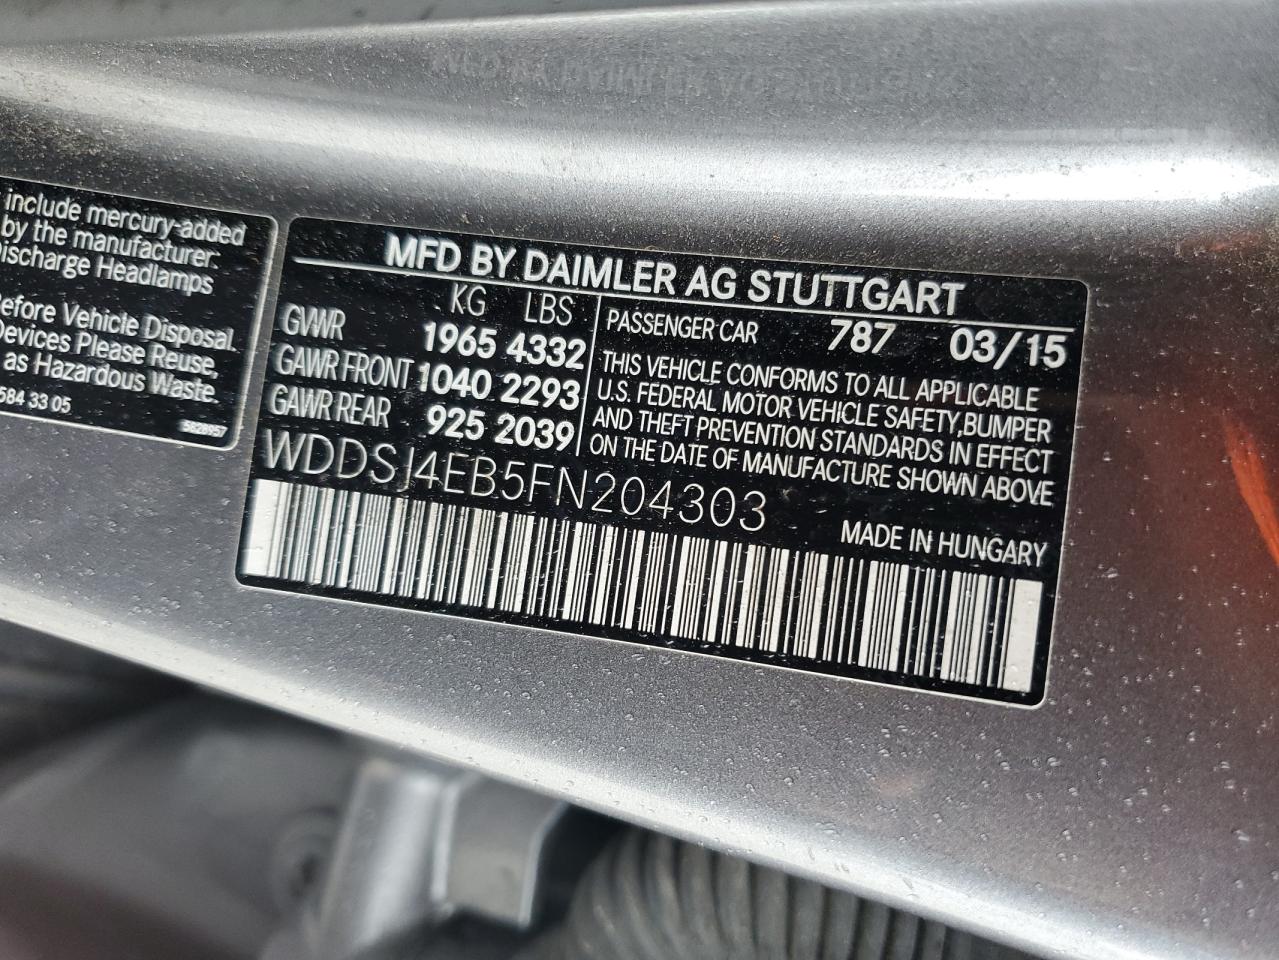 include mercury-added
by the manufacturer:
Discharge Headlamps
Before Vehicle Disposal.
Devices Please Reuse,
as Hazardous Waste.
584 33 05
5828957
MFD BY DAIMLER AG STUTTGART
KG LBS
GVWR 1965 4332
GAWR FRONT 1040 2293
GAWR REAR 925 2039
PASSENGER CAR 787 03/15
THIS VEHICLE CONFORMS TO ALL APPLICABLE
U.S. FEDERAL MOTOR VEHICLE SAFETY,BUMPER
AND THEFT PREVENTION STANDARDS IN EFFECT
ON THE DATE OF MANUFACTURE SHOWN ABOVE
WDDSJ4EB5FN204303
MADE IN HUNGARY